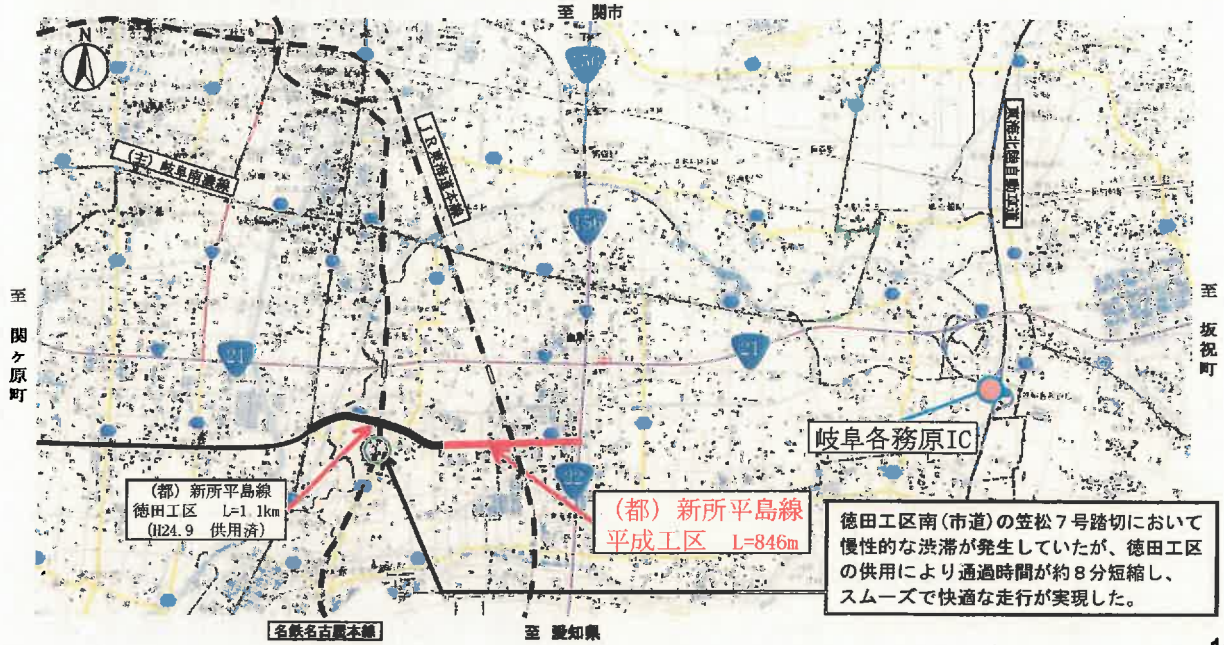 至 関市
N
156
(主) 岐阜南濃線
JR東海道本線
東海北陸自動車道
156
至 関ヶ原町
至 坂祝町
21
21
岐阜各務原IC
(都) 新所平島線
徳田工区 L=1.1km
(H24.9 供用済)
22
(都) 新所平島線
平成工区 L=846m
徳田工区南(市道)の笠松7号踏切において
慢性的な渋滞が発生していたが、徳田工区
の供用により通過時間が約8分短縮し、
スムーズで快適な走行が実現した。
名鉄名古屋本線
至 愛知県